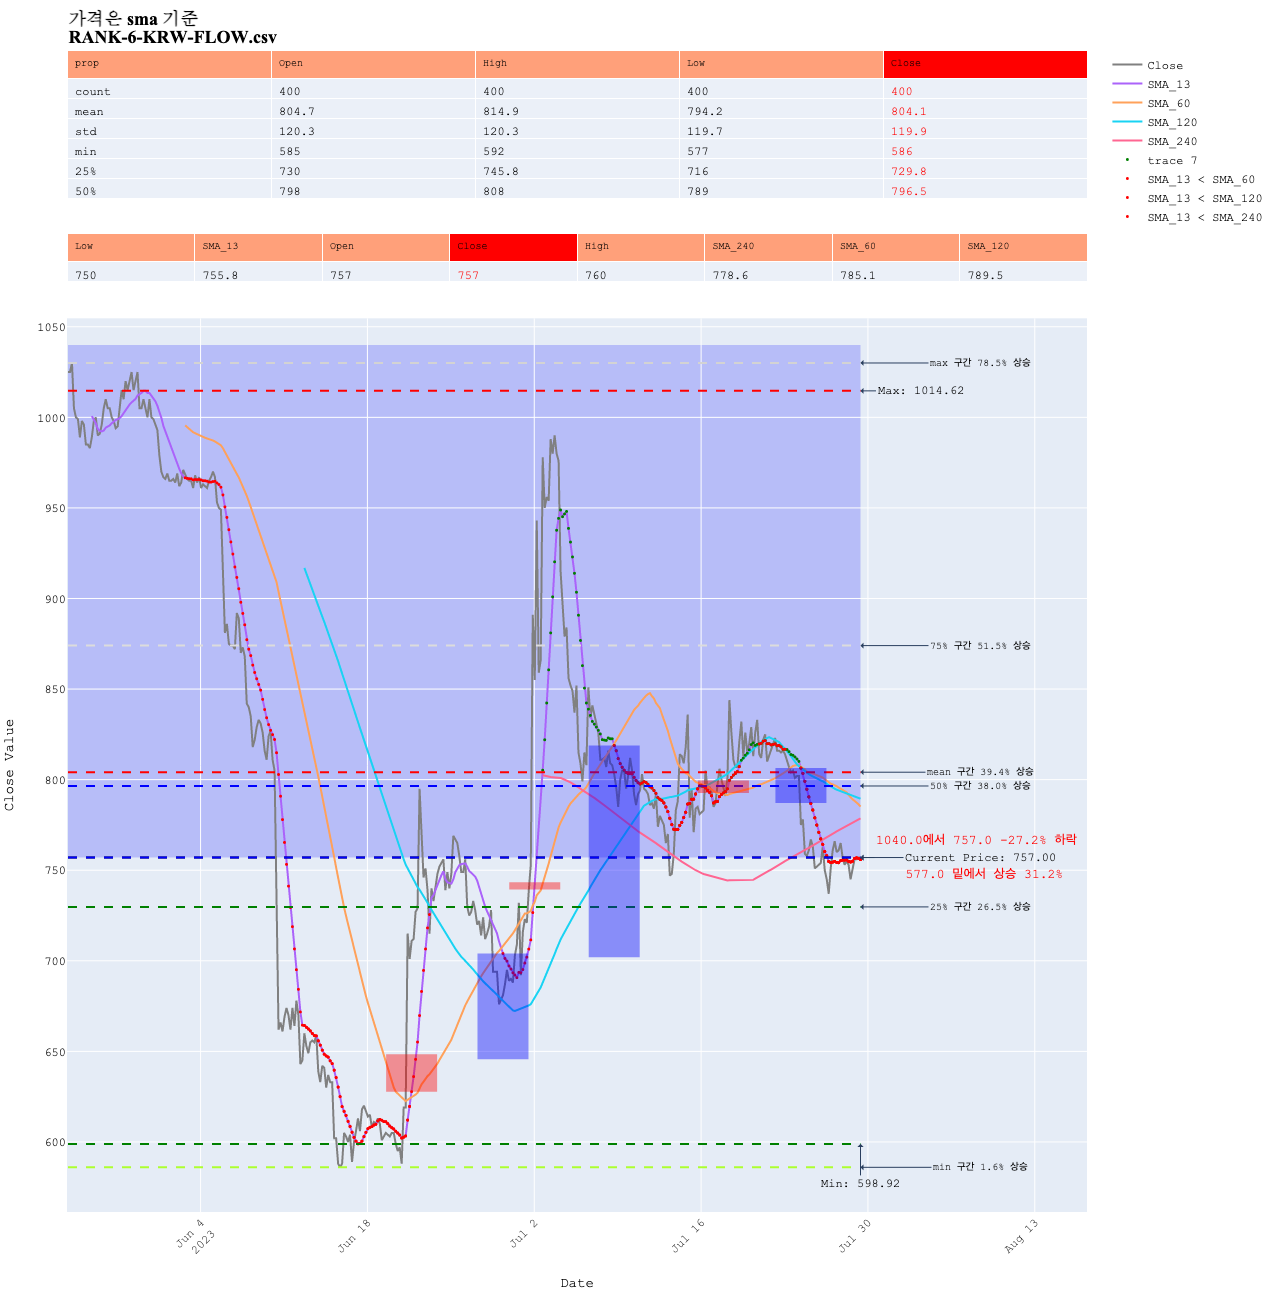 가격은 sma 기준
RANK-6-KRW-FLOW.csv
prop Open High Low Close
count 400 400 400 400
mean 804.7 814.9 794.2 804.1
std 120.3 120.3 119.7 119.9
min 585 592 577 586
25% 730 745.8 716 729.8
50% 798 808 789 796.5
Low SMA_13 Open Close High SMA_240 SMA_60 SMA_120
750 755.8 757 757 760 778.6 785.1 789.5
Close
SMA_13
SMA_60
SMA_120
SMA_240
trace 7
SMA_13 < SMA_60
SMA_13 < SMA_120
SMA_13 < SMA_240
1050
1000
950
900
850
800
750
700
650
600
Close Value
max 구간 78.5% 상승
Max: 1014.62
75% 구간 51.5% 상승
mean 구간 39.4% 상승
50% 구간 38.0% 상승
1040.0에서 757.0 -27.2% 하락
Current Price: 757.00
577.0 밑에서 상승 31.2%
25% 구간 26.5% 상승
min 구간 1.6% 상승
Min: 598.92
Jun 4
2023
Jun 18
Jul 2
Jul 16
Jul 30
Aug 13
Date